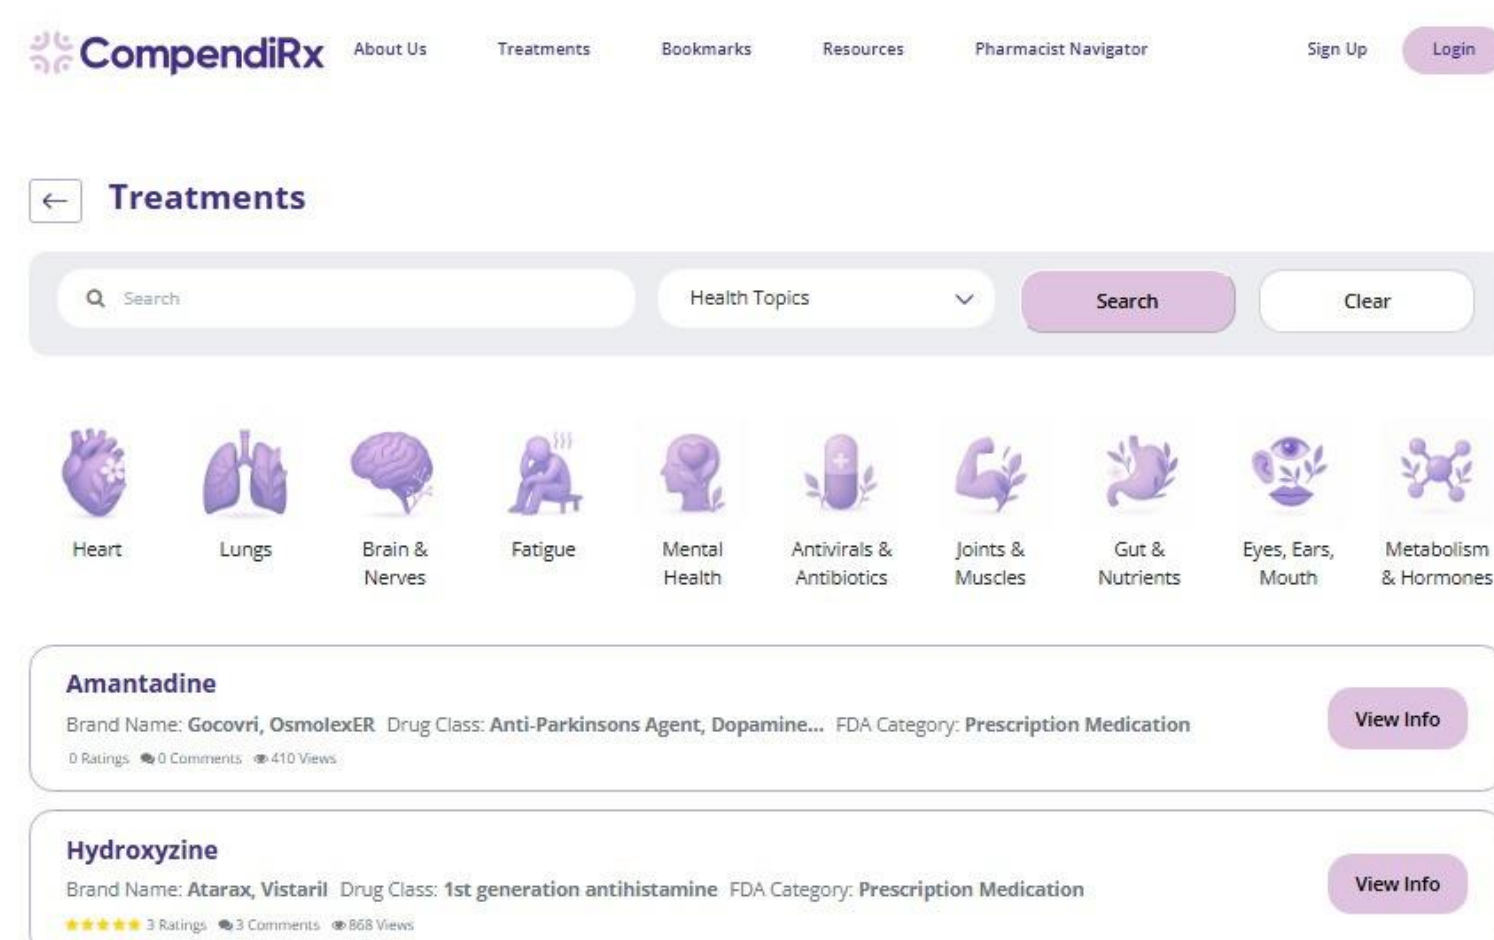 CompendiRx About Us Treatments Bookmarks Resources Pharmacist Navigator Sign Up Login
Treatments
Search Health Topics Search Clear
Heart Lungs Brain & Fatigue Mental Antivirals & Joints & Gut & Eyes, Ears, Metabolism
Nerves Health Antibiotics Muscles Nutrients Mouth & Hormones
Amantadine
Brand Name: Gocovri, OsmolexER Drug Class: Anti-Parkinsons Agent, Dopamine... FDA Category: Prescription Medication View Info
0 Ratings 0 Comments 410 Views
Hydroxyzine
Brand Name: Atarax, Vistaril Drug Class: 1st generation antihistamine FDA Category: Prescription Medication View Info
3 Ratings 3 Comments 868 Views